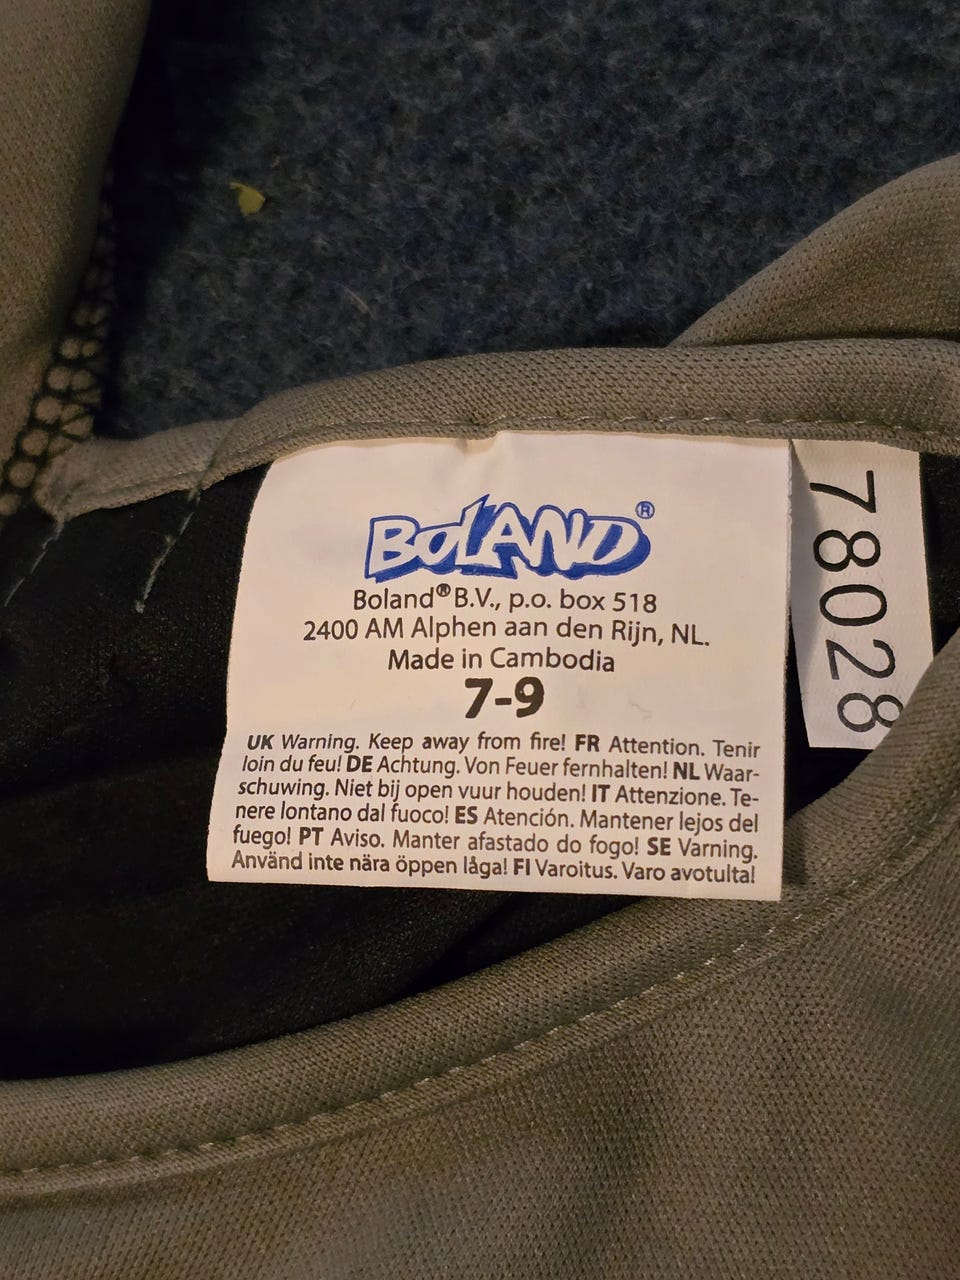 BOLAND®
Boland® B.V., p.o. box 518
2400 AM Alphen aan den Rijn, NL.
Made in Cambodia
7-9
UK Warning. Keep away from fire! FR Attention. Tenir
loin du feu! DE Achtung. Von Feuer fernhalten! NL Waar-
schuwing. Niet bij open vuur houden! IT Attenzione. Te-
nere lontano dal fuoco! ES Atención. Mantener lejos del
fuego! PT Aviso. Manter afastado do fogo! SE Varning.
Använd inte nära öppen låga! FI Varoitus. Varo avotulta!
78028